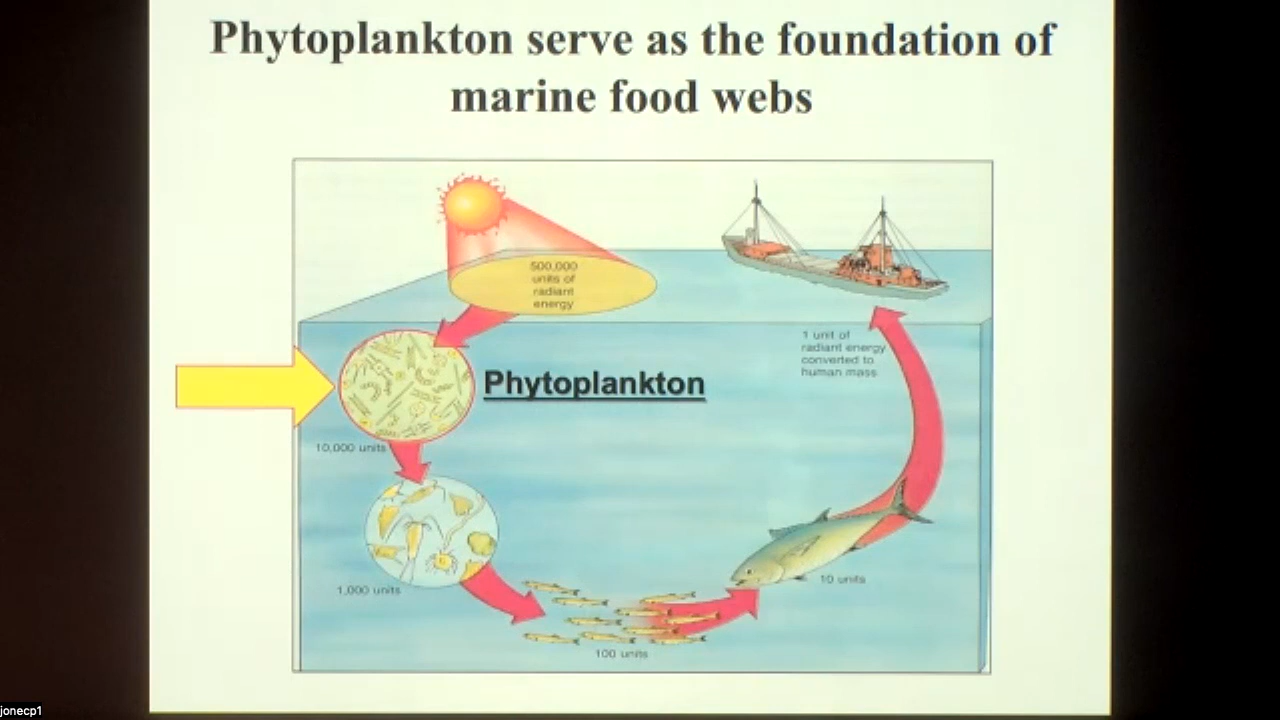 Phytoplankton serve as the foundation of
marine food webs
500,000
units of
radiant
energy
1 unit of
radiant energy
converted to
human mass
Phytoplankton
10,000 units
1,000 units
10 units
100 units
jonecp1